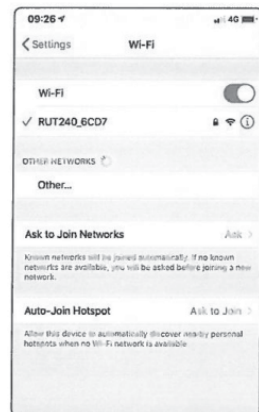 09:26
4G
Settings
Wi-Fi
Wi-Fi
RUT240_6CD7
OTHER NETWORKS
Other...
Ask to Join Networks
Ask
Known networks will be joined automatically. If no known
networks are available, you will be asked before joining a new
network.
Auto-Join Hotspot
Ask to Join
Allow this device to automatically discover nearby personal
hotspots when no Wi-Fi network is available